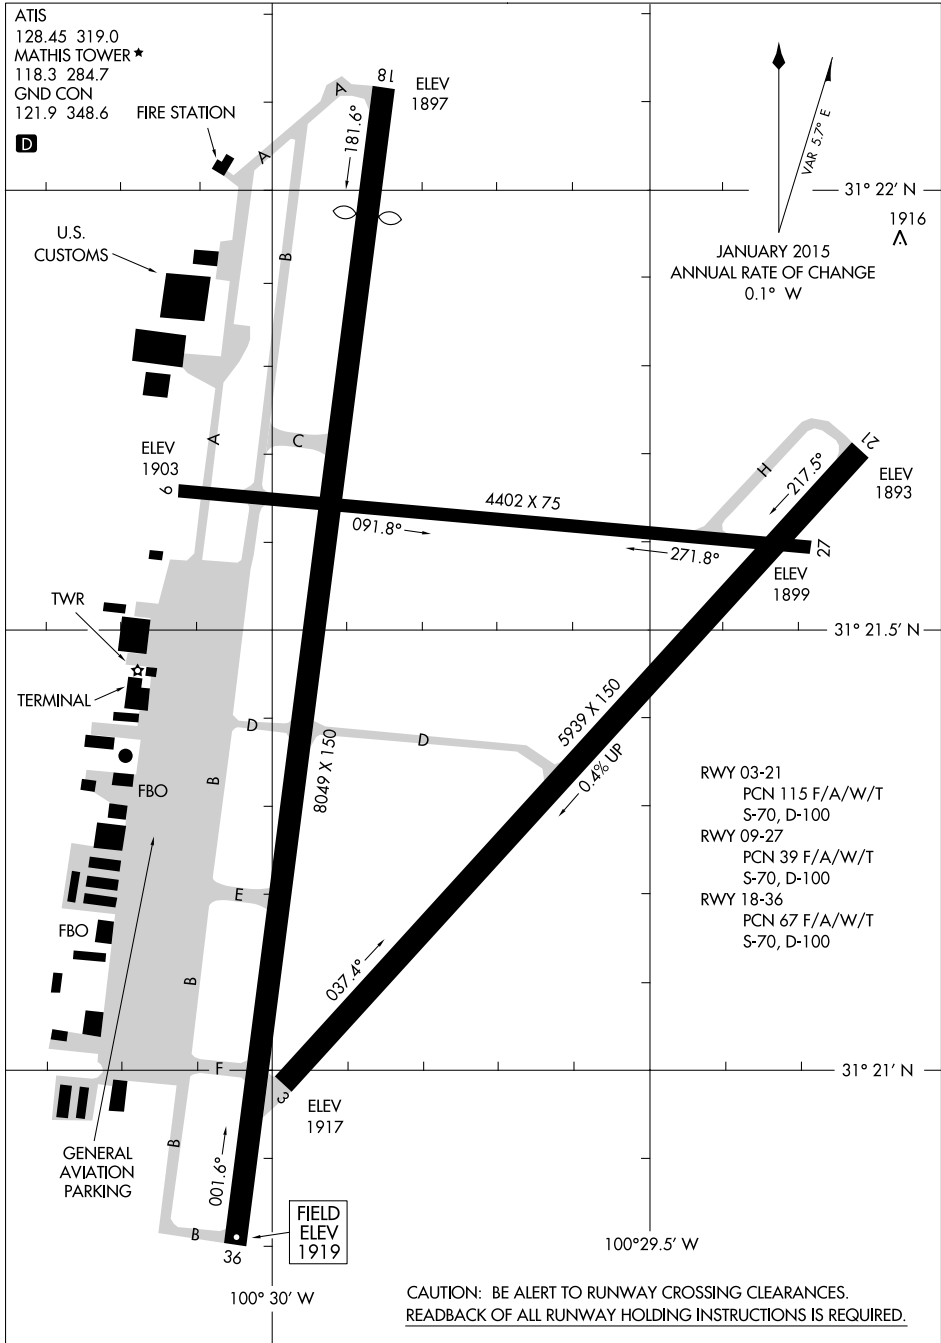 ATIS
128.45 319.0
MATHIS TOWER ★
118.3 284.7
GND CON
121.9 348.6
D
FIRE STATION
A
18
ELEV
1897
181.6°
VAR 5.7° E
31° 22' N
1916
JANUARY 2015
ANNUAL RATE OF CHANGE
0.1° W
A
B
U.S.
CUSTOMS
A
C
ELEV
1903
9
4402 X 75
091.8°
271.8°
27
H
217.5°
21
ELEV
1893
ELEV
1899
TWR
31° 21.5' N
TERMINAL
D
D
8049 X 150
5939 X 150
0.4% UP
B
FBO
RWY 03-21
PCN 115 F/A/W/T
S-70, D-100
RWY 09-27
PCN 39 F/A/W/T
S-70, D-100
RWY 18-36
PCN 67 F/A/W/T
S-70, D-100
E
FBO
B
037.4°
F
31° 21' N
3
ELEV
1917
B
001.6°
GENERAL
AVIATION
PARKING
B
36
FIELD
ELEV
1919
100°29.5' W
100° 30' W
CAUTION: BE ALERT TO RUNWAY CROSSING CLEARANCES.
READBACK OF ALL RUNWAY HOLDING INSTRUCTIONS IS REQUIRED.